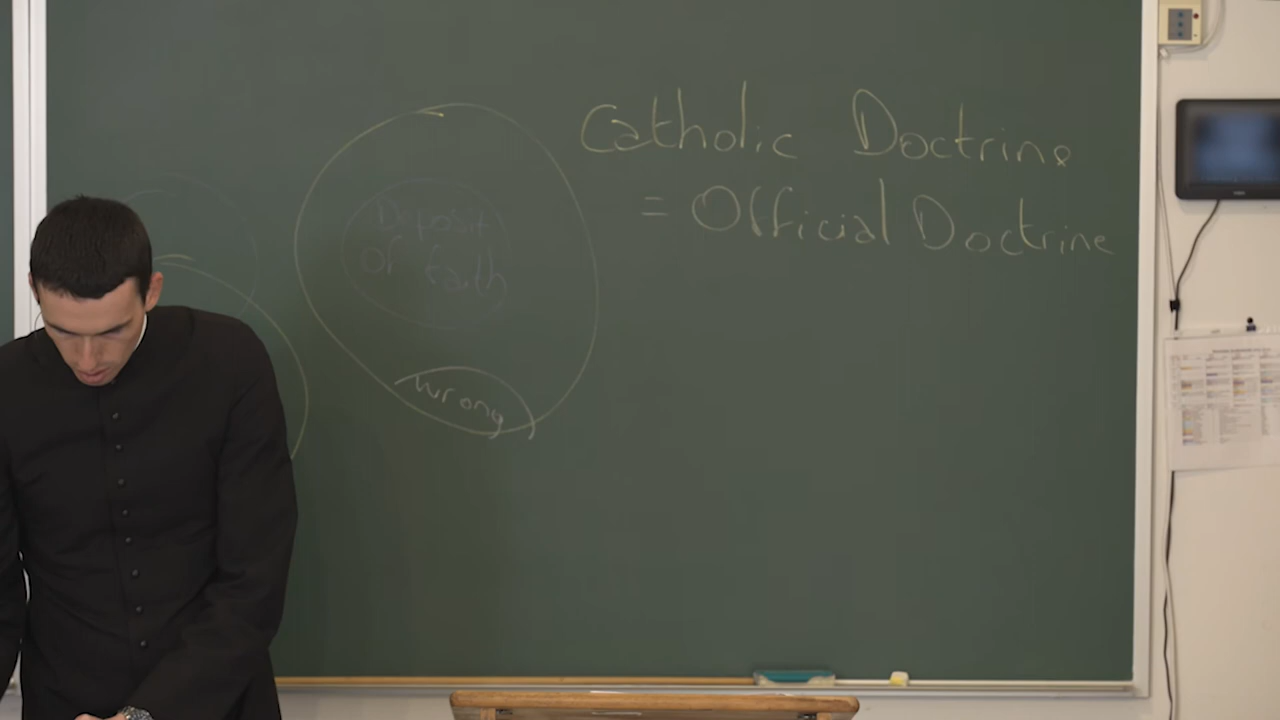 Catholic Doctrine
= Official Doctrine
Deposit
of faith
wrong